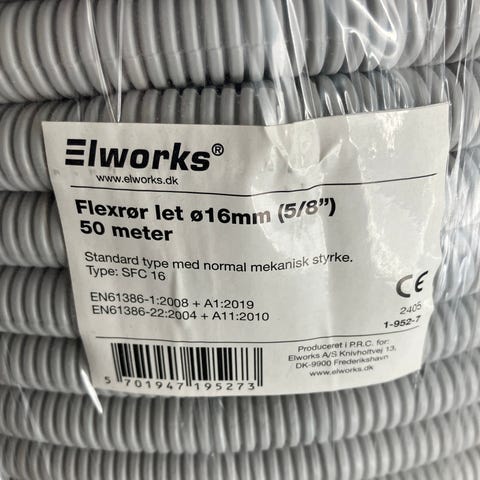 Elworks®
www.elworks.dk
Flexrør let ø16mm (5/8")
50 meter
Standard type med normal mekanisk styrke.
Type: SFC 16
EN61386-1:2008 + A1:2019
EN61386-22:2004 + A11:2010
CE
2405
1-952-7
Produceret i P.R.C. for:
Elworks A/S Knivholtvej 13,
DK-9900 Frederikshavn
www.elworks.dk
5 701947 195273